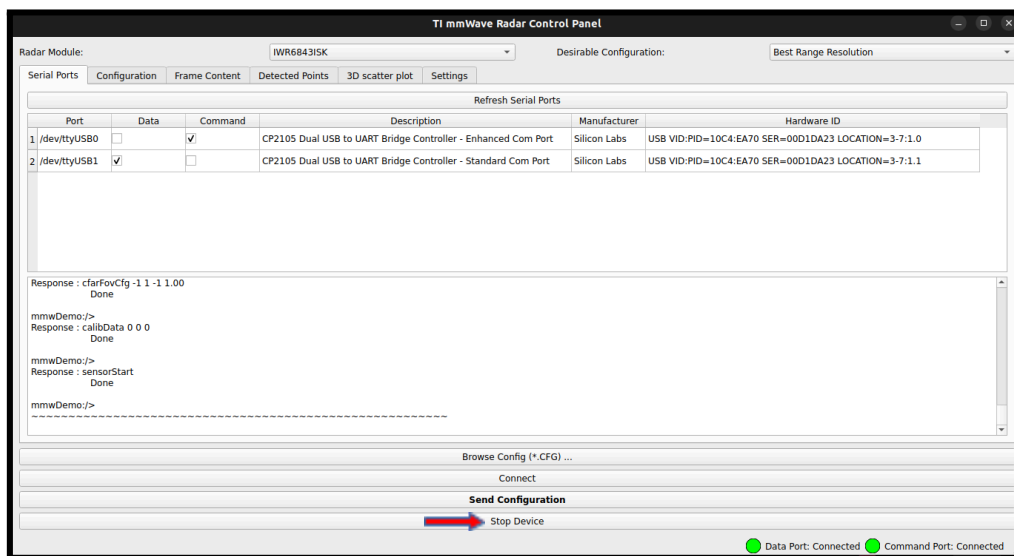 TI mmWave Radar Control Panel
Radar Module: IWR6843ISK Desirable Configuration: Best Range Resolution
Serial Ports Configuration Frame Content Detected Points 3D scatter plot Settings
Refresh Serial Ports
Port Data Command Description Manufacturer Hardware ID
1 /dev/ttyUSB0 CP2105 Dual USB to UART Bridge Controller - Enhanced Com Port Silicon Labs USB VID:PID=10C4:EA70 SER=00D1DA23 LOCATION=3-7:1.0
2 /dev/ttyUSB1 CP2105 Dual USB to UART Bridge Controller - Standard Com Port Silicon Labs USB VID:PID=10C4:EA70 SER=00D1DA23 LOCATION=3-7:1.1
Response : cfarFovCfg -1 1 -1 1.00
Done
mmwDemo:/>
Response : calibData 0 0 0
Done
mmwDemo:/>
Response : sensorStart
Done
mmwDemo:/>
~~~~~~~~~~~~~~~~~~~~~~~~~~~~~~~~~~~~~~~~~~~~~~~~~~~~~~~~
Browse Config (*.CFG) ...
Connect
Send Configuration
Stop Device
Data Port: Connected Command Port: Connected